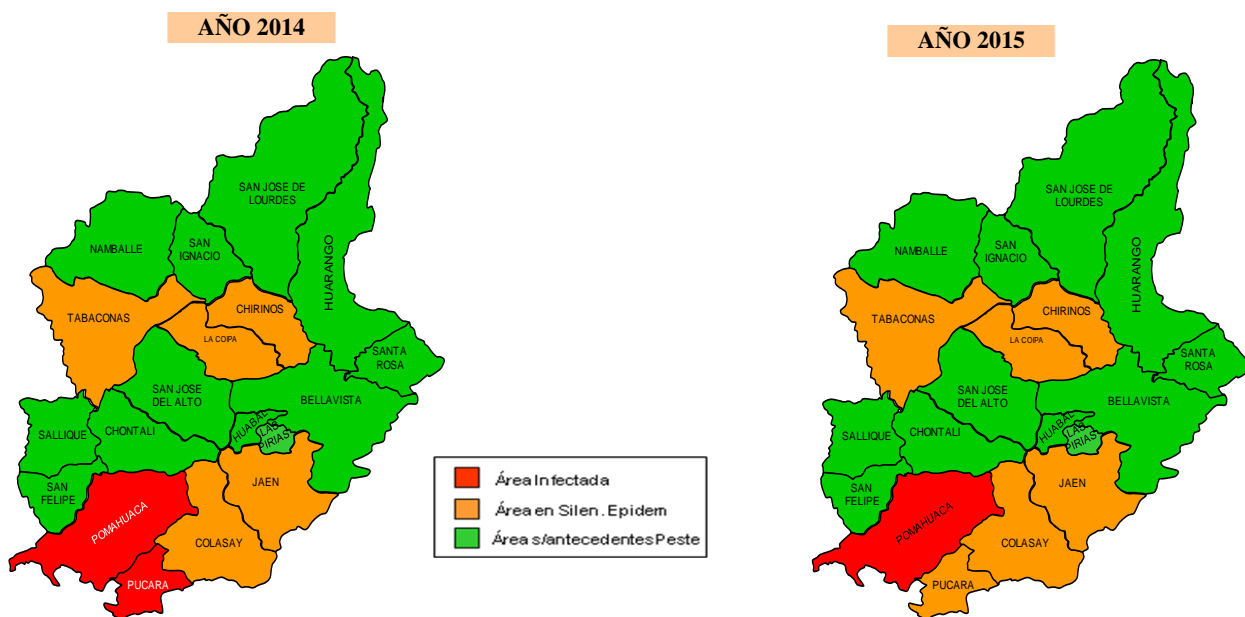 AÑO 2014
SAN JOSE DE
LOURDES
NAMBALLE
SAN
IGNACIO
HUARANGO
TABACONAS
CHIRINOS
LA COIPA
SANTA
ROSA
SAN JOSE
DEL ALTO
BELLAVISTA
SALLIQUE
CHONTALI
HUABAL
LAS
PIRIAS
SAN
FELIPE
JAEN
POMAHUACA
COLASAY
PUCARA
Área Infectada
Área en Silen. Epidem
Área s/antecedentes Peste
AÑO 2015
SAN JOSE DE
LOURDES
NAMBALLE
SAN
IGNACIO
HUARANGO
TABACONAS
CHIRINOS
LA COIPA
SANTA
ROSA
SAN JOSE
DEL ALTO
BELLAVISTA
SALLIQUE
CHONTALI
HUABAL
LAS
PIRIAS
SAN
FELIPE
JAEN
POMAHUACA
COLASAY
PUCARA